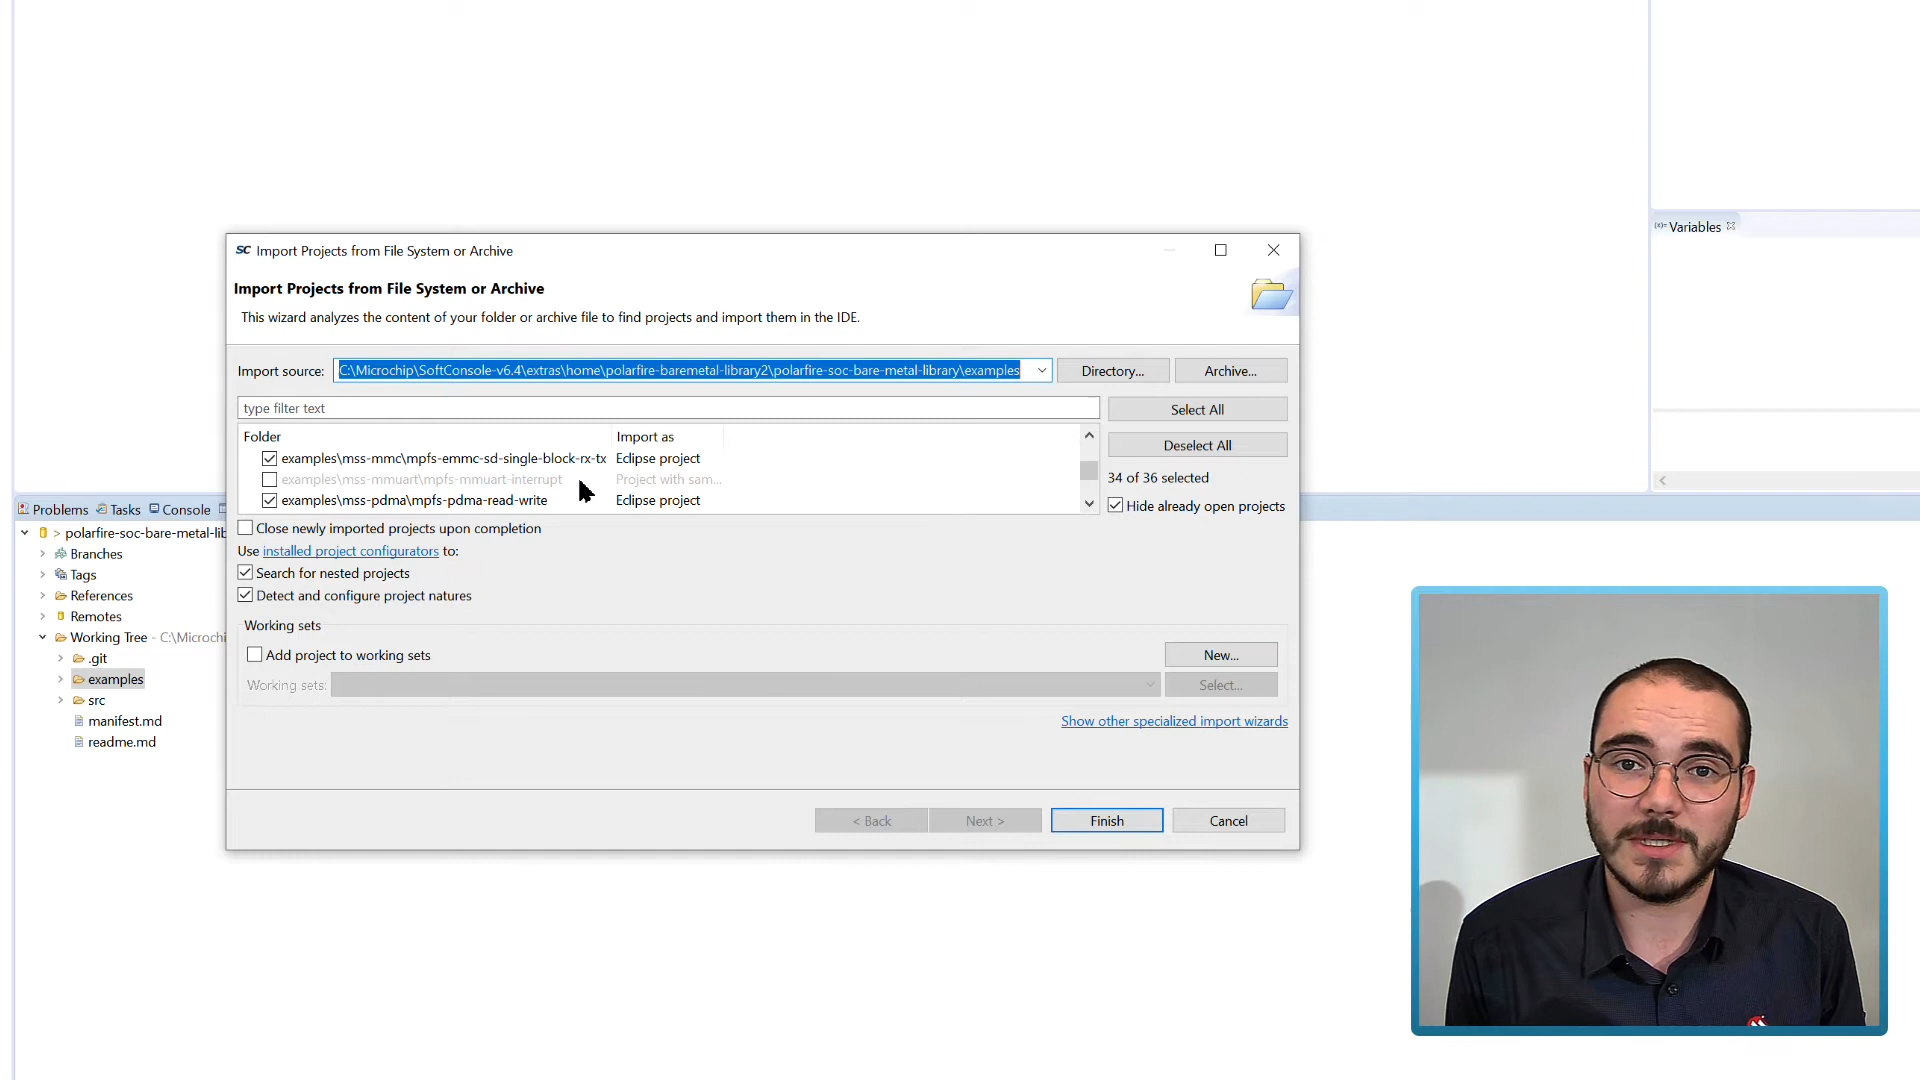 Variables
SC Import Projects from File System or Archive
Import Projects from File System or Archive
This wizard analyzes the content of your folder or archive file to find projects and import them in the IDE.
Import source: C:\Microchip\SoftConsole-v6.4\extras\home\polarfire-baremetal-library2\polarfire-soc-bare-metal-library\examples Directory... Archive...
type filter text Select All
Folder Import as
Deselect All
examples\mss-mmc\mpfs-emmc-sd-single-block-rx-tx Eclipse project
examples\mss-mmuart\mpfs-mmuart-interrupt Project with sam...
34 of 36 selected
examples\mss-pdma\mpfs-pdma-read-write Eclipse project
Hide already open projects
Close newly imported projects upon completion
Use installed project configurators to:
Search for nested projects
Detect and configure project natures
Working sets
Add project to working sets New...
Working sets: Select...
Show other specialized import wizards
< Back Next > Finish Cancel
Problems Tasks Console
> polarfire-soc-bare-metal-lib
Branches
Tags
References
Remotes
Working Tree - C:\Microchi
.git
examples
src
manifest.md
readme.md